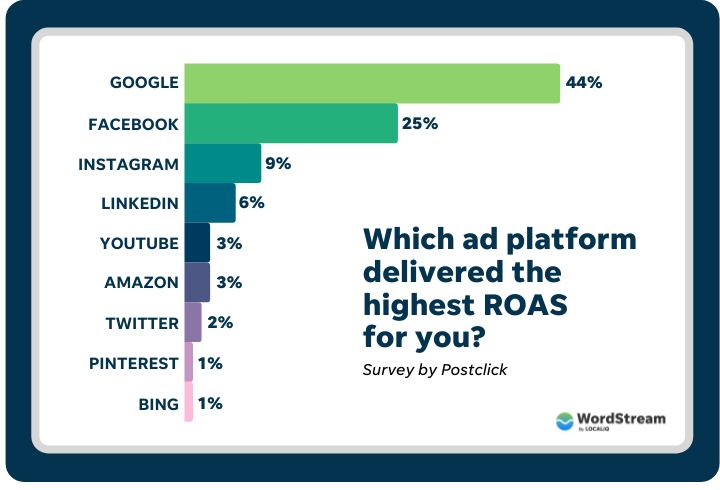 GOOGLE 44%
FACEBOOK 25%
INSTAGRAM 9%
LINKEDIN 6%
YOUTUBE 3%
AMAZON 3%
TWITTER 2%
PINTEREST 1%
BING 1%
Which ad platform
delivered the
highest ROAS
for you?
Survey by Postclick
WordStream
by LOCALiQ